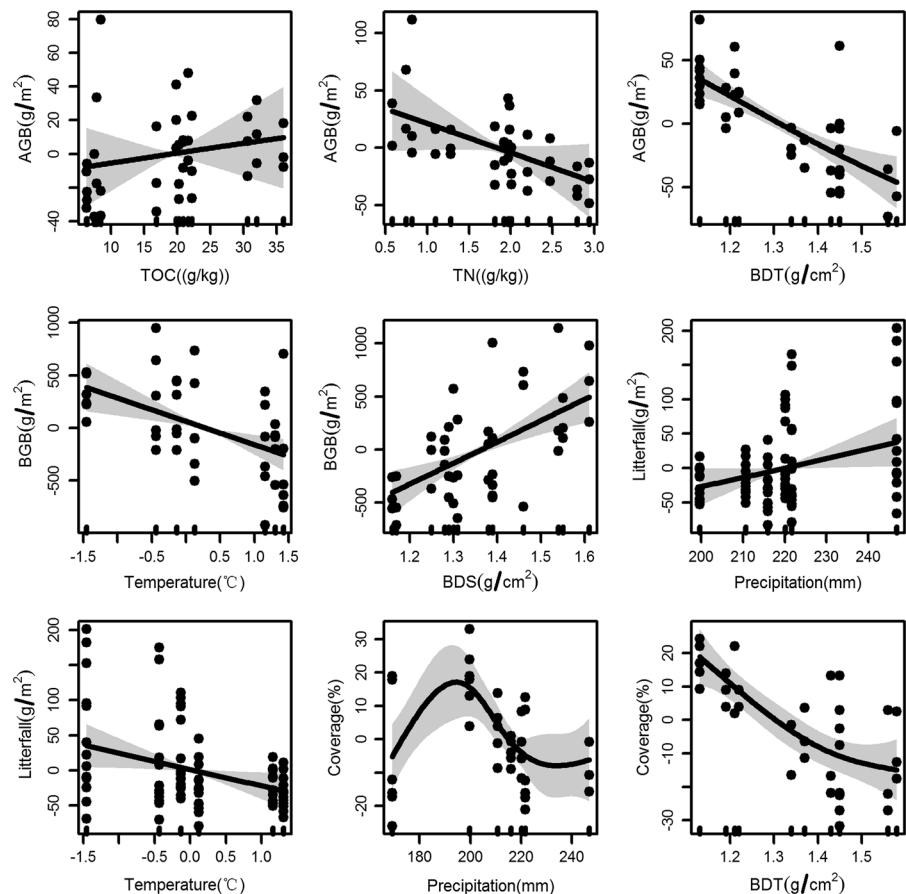 80
60
40
20
0
-20
-40
AGB(g/m²)
10 15 20 25 30 35
TOC((g/kg))
100
50
0
-50
AGB(g/m²)
0.5 1.0 1.5 2.0 2.5 3.0
TN((g/kg))
50
0
-50
AGB(g/m²)
1.2 1.3 1.4 1.5
BDT(g/cm²)
1000
500
0
-500
BGB(g/m²)
-1.5 -0.5 0.0 0.5 1.0 1.5
Temperature(℃)
1000
500
0
-500
BGB(g/m²)
1.2 1.3 1.4 1.5 1.6
BDS(g/cm²)
200
150
100
50
0
-50
Litterfall(g/m²)
200 210 220 230 240
Precipitation(mm)
200
150
100
50
0
-50
Litterfall(g/m²)
-1.5 -0.5 0.0 0.5 1.0
Temperature(℃)
30
10
0
-20
Coverage(%)
180 200 220 240
Precipitation(mm)
20
10
0
-10
-30
Coverage(%)
1.2 1.3 1.4 1.5
BDT(g/cm²)